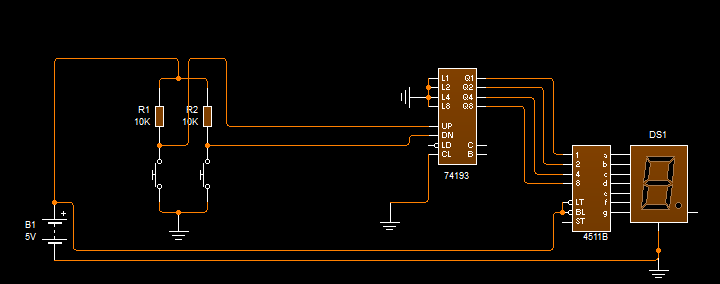 DS1
R1
10K
R2
10K
L1 Q1
L2 Q2
L4 Q4
L8 Q8
UP
DN
LD C
CL B
74193
1 a
2 b
4 c
8 d
e
LT f
BL g
ST
4511B
B1
5V
+